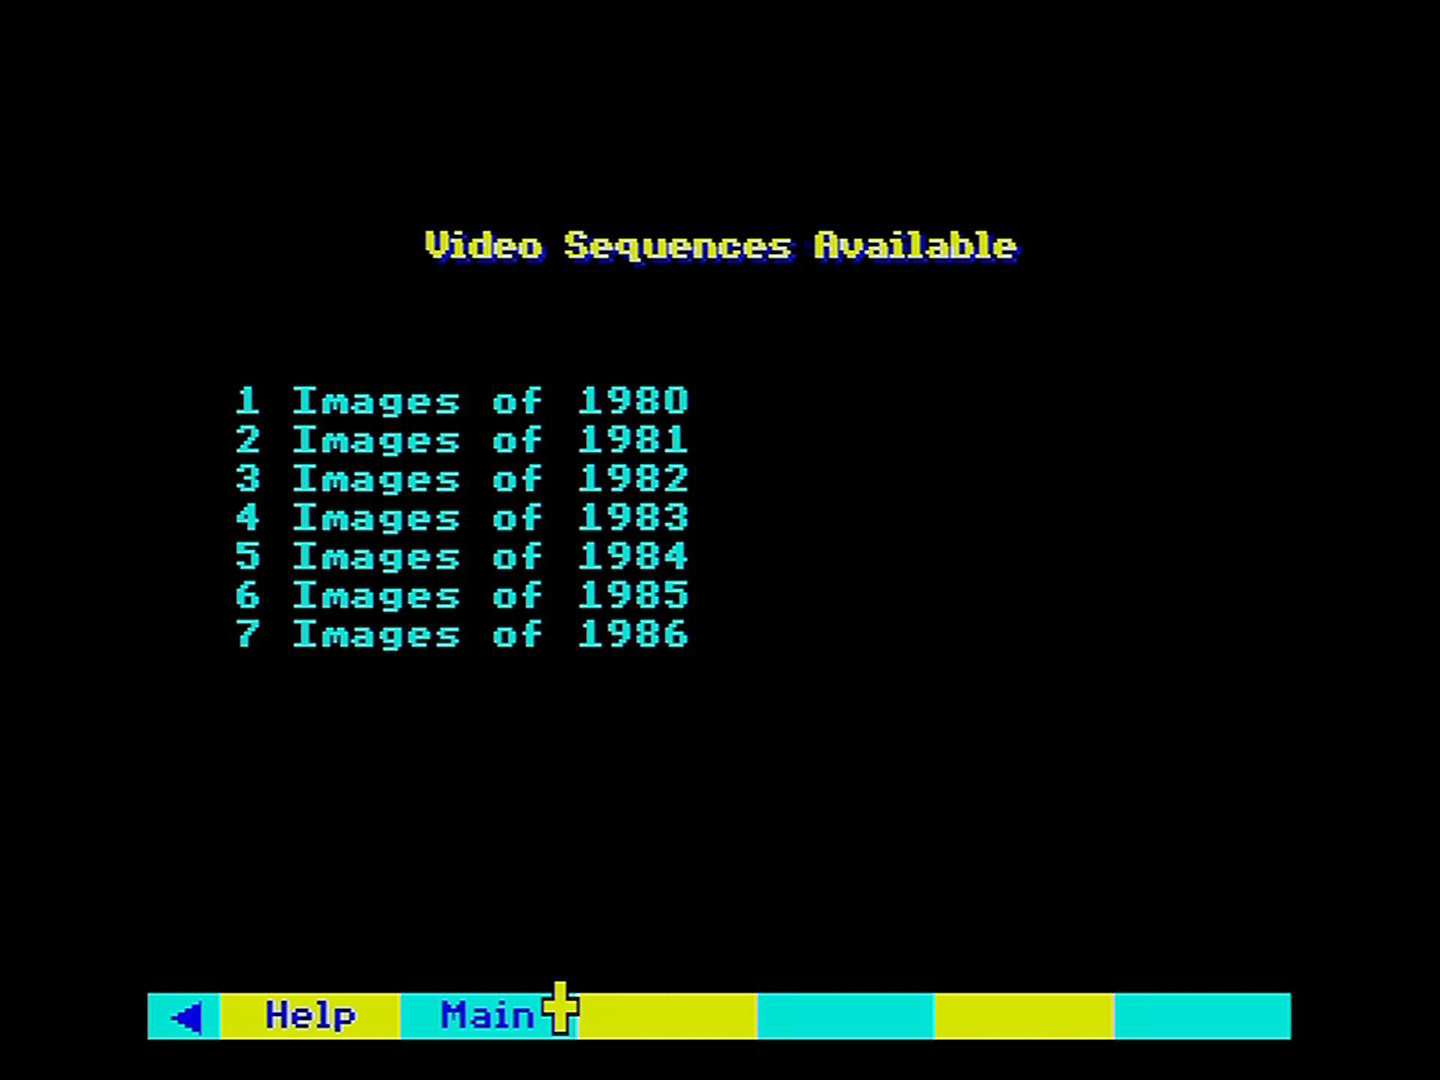 Video Sequences Available
1 Images of 1980
2 Images of 1981
3 Images of 1982
4 Images of 1983
5 Images of 1984
6 Images of 1985
7 Images of 1986
Help Main